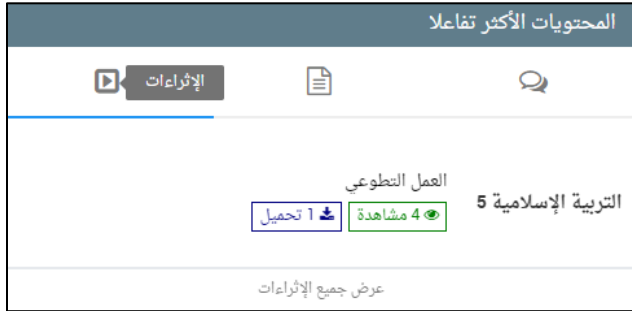 المحتويات الأكثر تفاعلا
الإثراءات
العمل التطوعي
التربية الإسلامية 5
4 مشاهدة 1 تحميل
عرض جميع الإثراءات